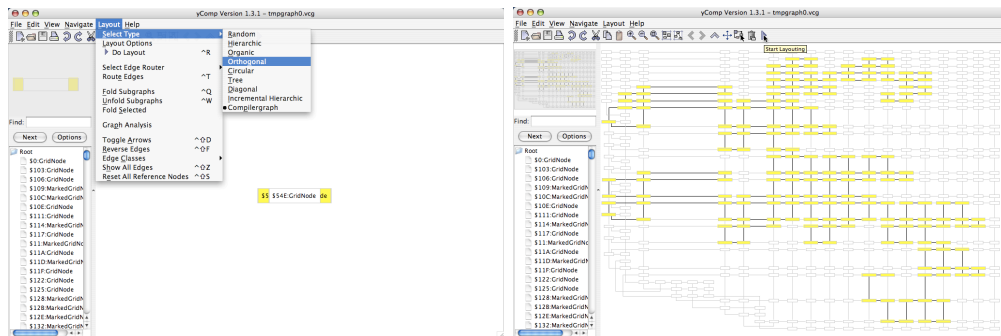 yComp Version 1.3.1 – tmpgraph0.vcg
File Edit View Navigate Layout Help
Select Type
Layout Options
Do Layout ^R
Select Edge Router
Route Edges ^T
Fold Subgraphs ^Q
Unfold Subgraphs ^W
Fold Selected
Graph Analysis
Toggle Arrows ^⇧D
Reverse Edges ^⇧F
Edge Classes
Show All Edges ^⇧Z
Reset All Reference Nodes ^⇧S
Random
Hierarchic
Organic
Orthogonal
Circular
Tree
Diagonal
Incremental Hierarchic
Compilergraph
Find:
Next Options
Root
$0:GridNode
$103:GridNode
$106:GridNode
$109:MarkedGridN
$10C:MarkedGridN
$10E:GridNode
$111:GridNode
$114:MarkedGridN
$117:GridNode
$11:MarkedGridNc
$11A:GridNode
$11D:MarkedGridN
$11F:GridNode
$122:GridNode
$125:GridNode
$128:MarkedGridN
$12B:MarkedGridN
$12E:MarkedGridN
$132:MarkedGridN
$5 $54E:GridNode de
yComp Version 1.3.1 – tmpgraph0.vcg
File Edit View Navigate Layout Help
Start Layouting
Find:
Next Options
Root
$0:GridNode
$103:GridNode
$106:GridNode
$109:MarkedGridN
$10C:MarkedGridN
$10E:GridNode
$111:GridNode
$114:MarkedGridN
$117:GridNode
$11:MarkedGridNc
$11A:GridNode
$11D:MarkedGridN
$11F:GridNode
$122:GridNode
$125:GridNode
$128:MarkedGridN
$12B:MarkedGridN
$12E:MarkedGridN
$132:MarkedGridN